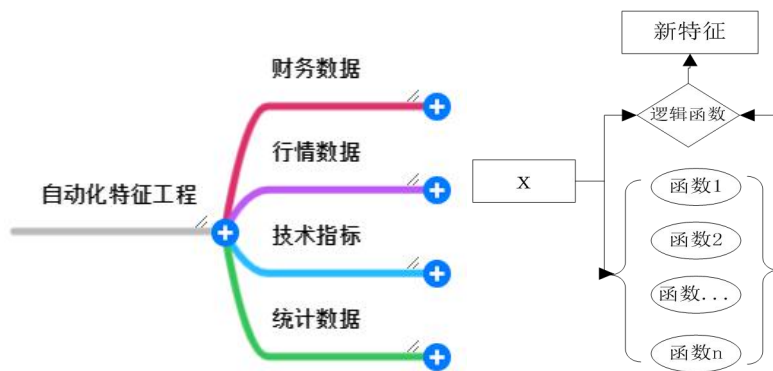 自动化特征工程
财务数据
行情数据
技术指标
统计数据
新特征
逻辑函数
x
函数1
函数2
函数...
函数n